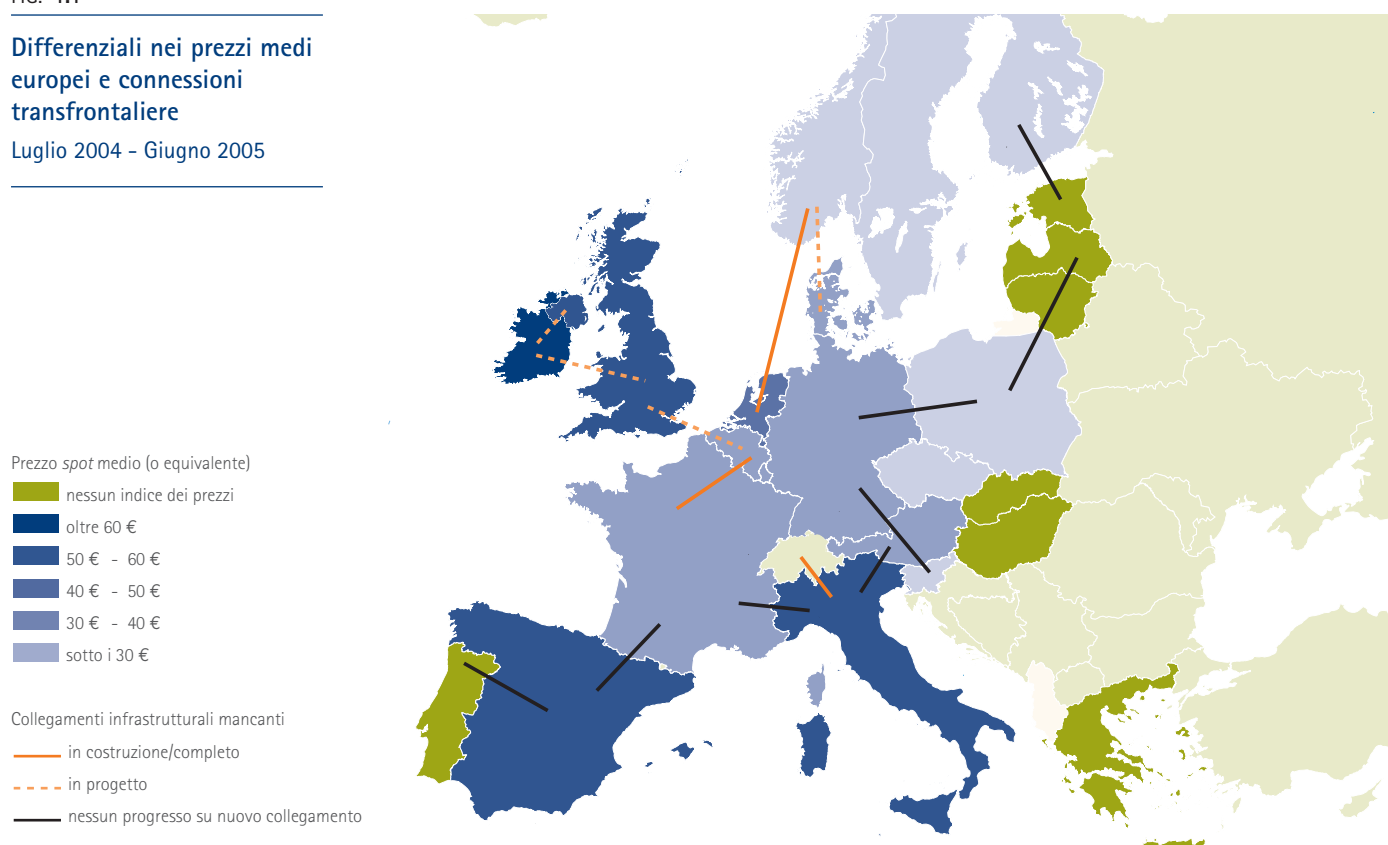 Differenziali nei prezzi medi
europei e connessioni
transfrontaliere
Luglio 2004 - Giugno 2005
Prezzo spot medio (o equivalente)
nessun indice dei prezzi
oltre 60 €
50 € - 60 €
40 € - 50 €
30 € - 40 €
sotto i 30 €
Collegamenti infrastrutturali mancanti
in costruzione/completo
in progetto
nessun progresso su nuovo collegamento